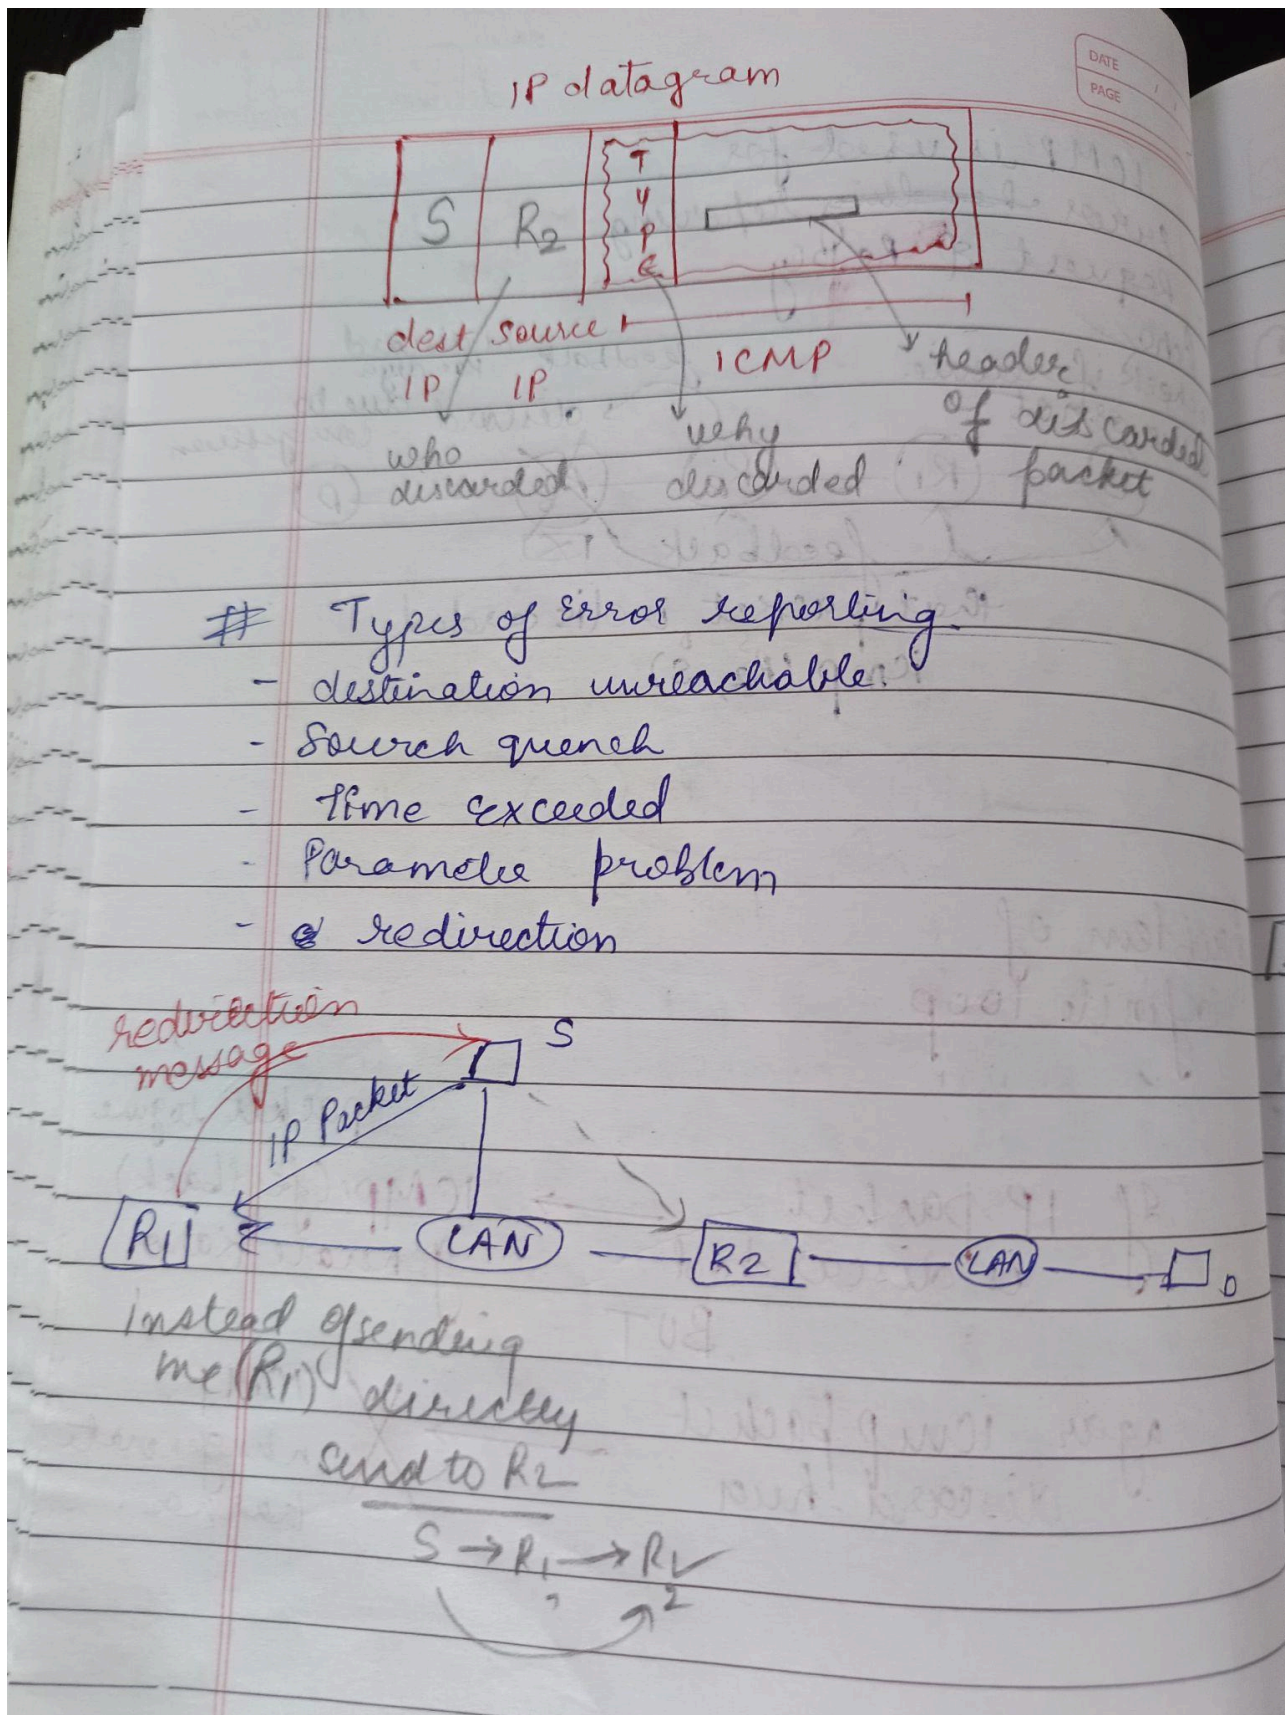 DATE
PAGE
IP datagram
S R2 TYPE
dest source
IP IP ICMP
header
of discarded
packet
who
discarded
why
discarded
# Types of Error reporting.
- destination unreachable.
- Sourch quench
- Time exceeded
- Parameter problem
- redirection
redirection
message
S
IP Packet
R1 LAN R2 LAN D
instead of sending
me (R1) directly
send to R2
S → R1 → R2
2